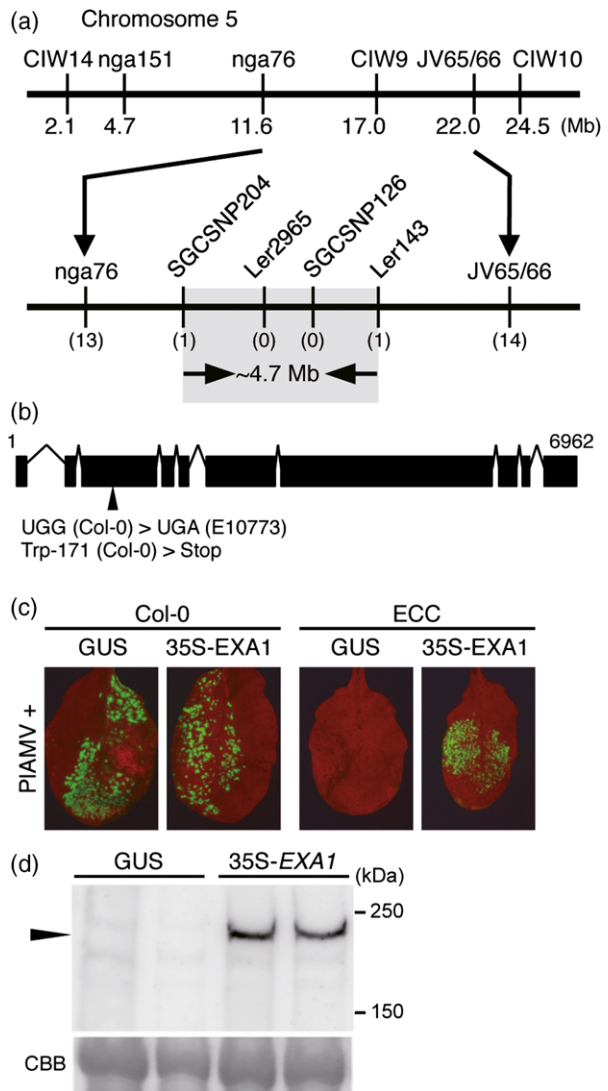 (a) Chromosome 5
CIW14 nga151 nga76 CIW9 JV65/66 CIW10
2.1 4.7 11.6 17.0 22.0 24.5 (Mb)
nga76 SGCSNP204 Ler2965 SGCSNP126 Ler143 JV65/66
(13) (1) (0) (0) (1) (14)
~4.7 Mb
(b)
1 6962
UGG (Col-0) > UGA (E10773)
Trp-171 (Col-0) > Stop
(c)
Col-0 ECC
GUS 35S-EXA1 GUS 35S-EXA1
PlAMV +
(d)
GUS 35S-EXA1 (kDa)
250
150
CBB